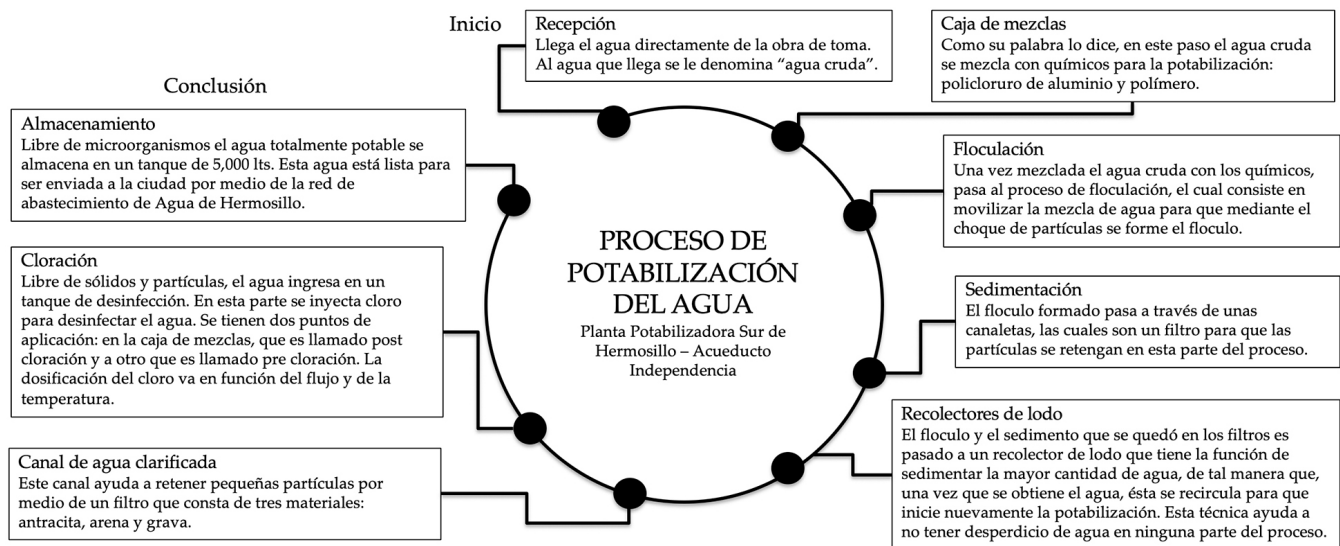 Inicio
Recepción
Llega el agua directamente de la obra de toma.
Al agua que llega se le denomina “agua cruda”.
Caja de mezclas
Como su palabra lo dice, en este paso el agua cruda
se mezcla con químicos para la potabilización:
policloruro de aluminio y polímero.
Floculación
Una vez mezclada el agua cruda con los químicos,
pasa al proceso de floculación, el cual consiste en
movilizar la mezcla de agua para que mediante el
choque de partículas se forme el floculo.
Sedimentación
El floculo formado pasa a través de unas
canaletas, las cuales son un filtro para que las
partículas se retengan en esta parte del proceso.
Recolectores de lodo
El floculo y el sedimento que se quedó en los filtros es
pasado a un recolector de lodo que tiene la función de
sedimentar la mayor cantidad de agua, de tal manera que,
una vez que se obtiene el agua, ésta se recircula para que
inicie nuevamente la potabilización. Esta técnica ayuda a
no tener desperdicio de agua en ninguna parte del proceso.
Canal de agua clarificada
Este canal ayuda a retener pequeñas partículas por
medio de un filtro que consta de tres materiales:
antracita, arena y grava.
Cloración
Libre de sólidos y partículas, el agua ingresa en un
tanque de desinfección. En esta parte se inyecta cloro
para desinfectar el agua. Se tienen dos puntos de
aplicación: en la caja de mezclas, que es llamado post
cloración y a otro que es llamado pre cloración. La
dosificación del cloro va en función del flujo y de la
temperatura.
Conclusión
Almacenamiento
Libre de microorganismos el agua totalmente potable se
almacena en un tanque de 5,000 lts. Esta agua está lista para
ser enviada a la ciudad por medio de la red de
abastecimiento de Agua de Hermosillo.
PROCESO DE
POTABILIZACIÓN
DEL AGUA
Planta Potabilizadora Sur de
Hermosillo – Acueducto
Independencia